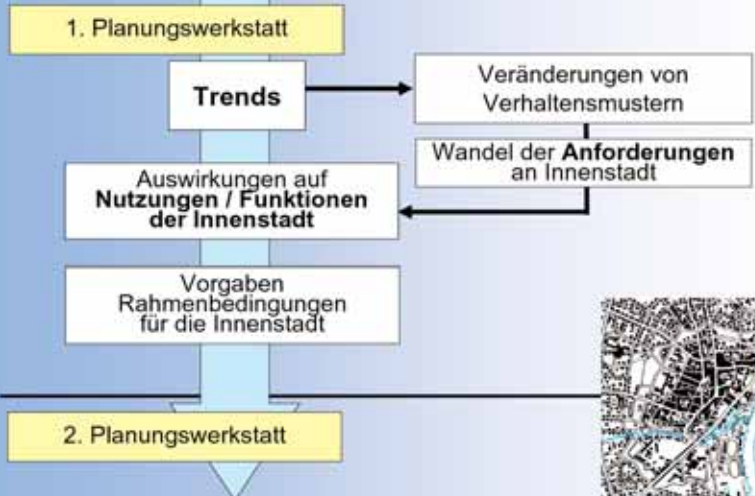 1. Planungswerkstatt
Trends
Veränderungen von
Verhaltensmustern
Wandel der Anforderungen
an Innenstadt
Auswirkungen auf
Nutzungen / Funktionen
der Innenstadt
Vorgaben
Rahmenbedingungen
für die Innenstadt
2. Planungswerkstatt